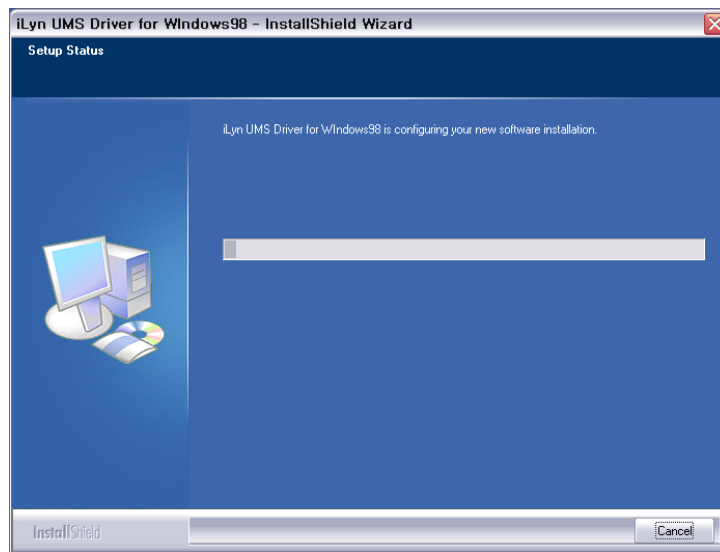 iLyn UMS Driver for WIndows98 - InstallShield Wizard
Setup Status
iLyn UMS Driver for WIndows98 is configuring your new software installation.
InstallShield
Cancel